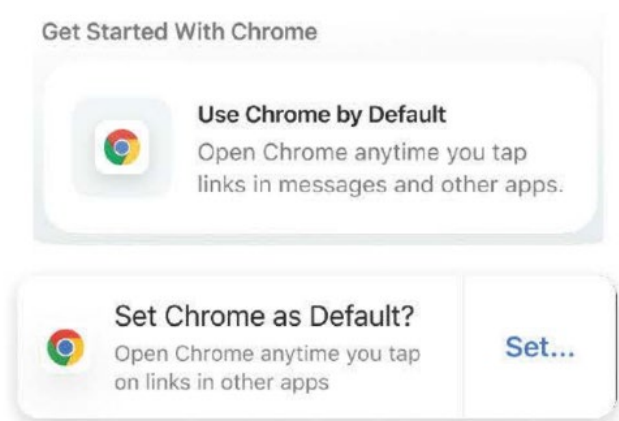 Get Started With Chrome
Use Chrome by Default
Open Chrome anytime you tap
links in messages and other apps.
Set Chrome as Default?
Open Chrome anytime you tap
on links in other apps
Set...